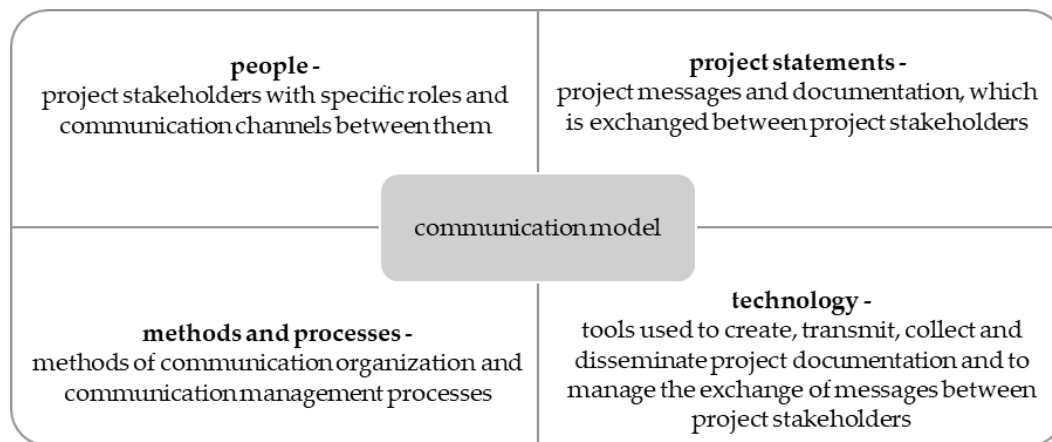 people -
project stakeholders with specific roles and
communication channels between them
project statements -
project messages and documentation, which
is exchanged between project stakeholders
communication model
methods and processes -
methods of communication organization and
communication management processes
technology -
tools used to create, transmit, collect and
disseminate project documentation and to
manage the exchange of messages between
project stakeholders